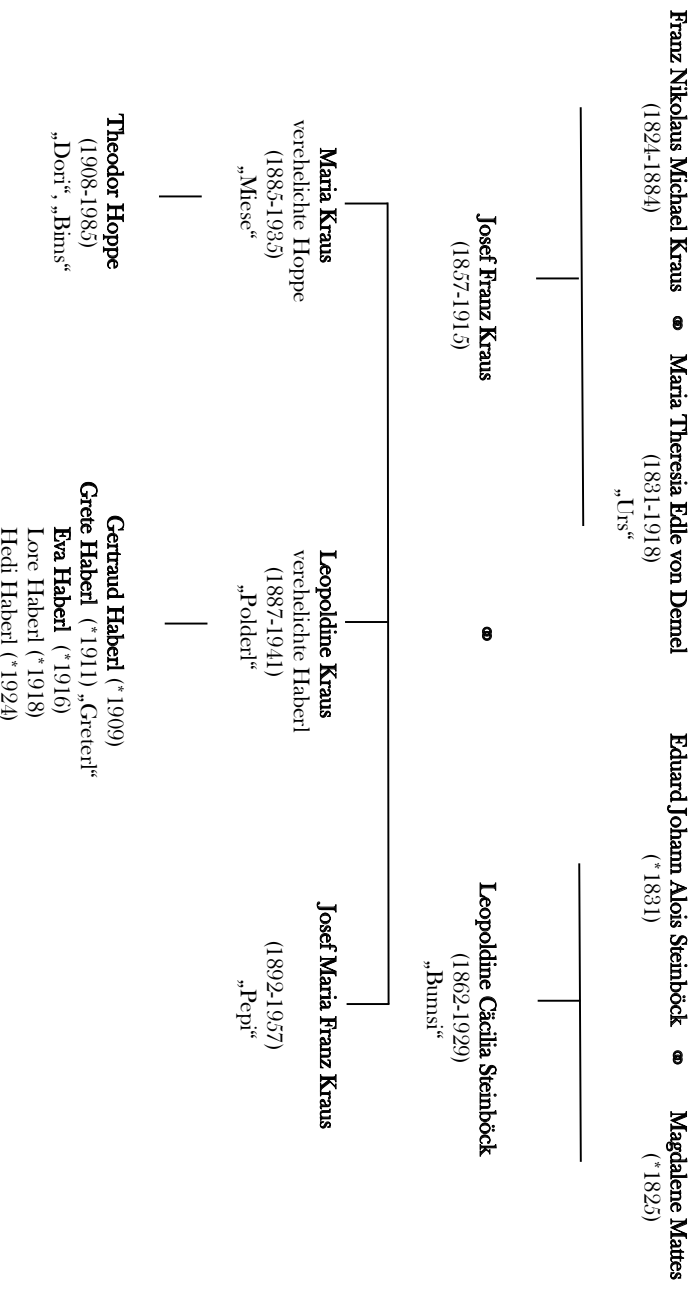 Franz Nikolaus Michael Kraus ⚭ Maria Theresia Edle von Demel
(1824-1884)
(1831-1918)
„Urs“
Eduard Johann Alois Steinböck ⚭ Magdalene Mattes
(*1831)
(*1825)
Josef Franz Kraus
(1857-1915)
⚭
Leopoldine Cäcilia Steinböck
(1862-1929)
„Bumsi“
Maria Kraus
verehelichte Hoppe
(1885-1935)
„Miese“
Leopoldine Kraus
verehelichte Haberl
(1887-1941)
„Polderl“
Josef Maria Franz Kraus
(1892-1957)
„Pepi“
Theodor Hoppe
(1908-1985)
„Dori“, „Bims“
Gertraud Haberl (*1909)
Grete Haberl (*1911) „Greterl“
Eva Haberl (*1916)
Lore Haberl (*1918)
Hedi Haberl (*1924)